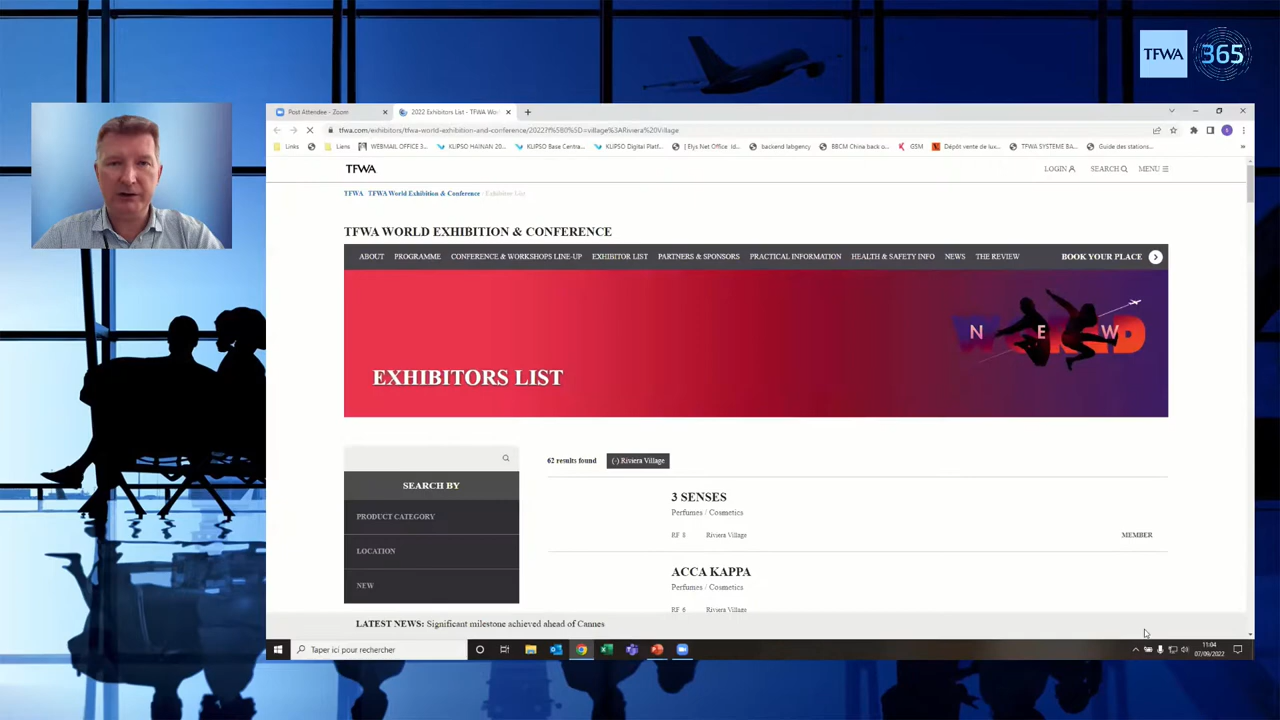 TFWA 365
Post Attendee - Zoom
2022 Exhibitors List - TFWA Wo
tfwa.com/exhibitors/tfwa-world-exhibition-and-conference/2022?f%5B0%5D=village%3ARiviera%20Village
Links
Liens
WEBMAIL OFFICE 3...
KLIPSO HAINAN 20...
KLIPSO Base Centra...
KLIPSO Digital Platf...
( Elys Net Office id...
backend labgency
BBCM China back o...
GSM
Dépôt vente de lux...
TFWA SYSTEME BA...
Guide des stations...
TFWA
LOGIN
SEARCH
MENU
TFWA / TFWA World Exhibition & Conference / Exhibitor List
TFWA WORLD EXHIBITION & CONFERENCE
ABOUT PROGRAMME CONFERENCE & WORKSHOPS LINE-UP EXHIBITOR LIST PARTNERS & SPONSORS PRACTICAL INFORMATION HEALTH & SAFETY INFO NEWS THE REVIEW BOOK YOUR PLACE
N E W
EXHIBITORS LIST
62 results found (-) Riviera Village
SEARCH BY
PRODUCT CATEGORY
LOCATION
NEW
3 SENSES
Perfumes / Cosmetics
RF 8 Riviera Village MEMBER
ACCA KAPPA
Perfumes / Cosmetics
RF 6 Riviera Village
LATEST NEWS: Significant milestone achieved ahead of Cannes
Taper ici pour rechercher
11:04
07/09/2022